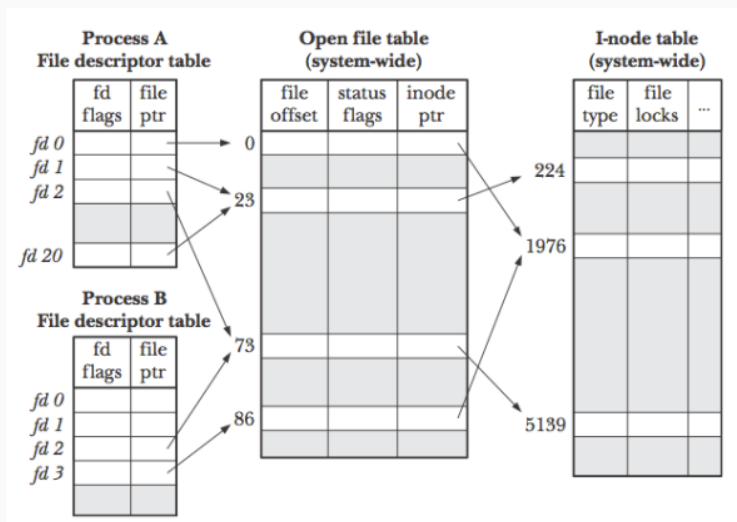 Process A
File descriptor table
fd file
flags ptr
fd 0
fd 1
fd 2
fd 20
Process B
File descriptor table
fd file
flags ptr
fd 0
fd 1
fd 2
fd 3
Open file table
(system-wide)
file status inode
offset flags ptr
0
23
73
86
I-node table
(system-wide)
file file ...
type locks
224
1976
5139